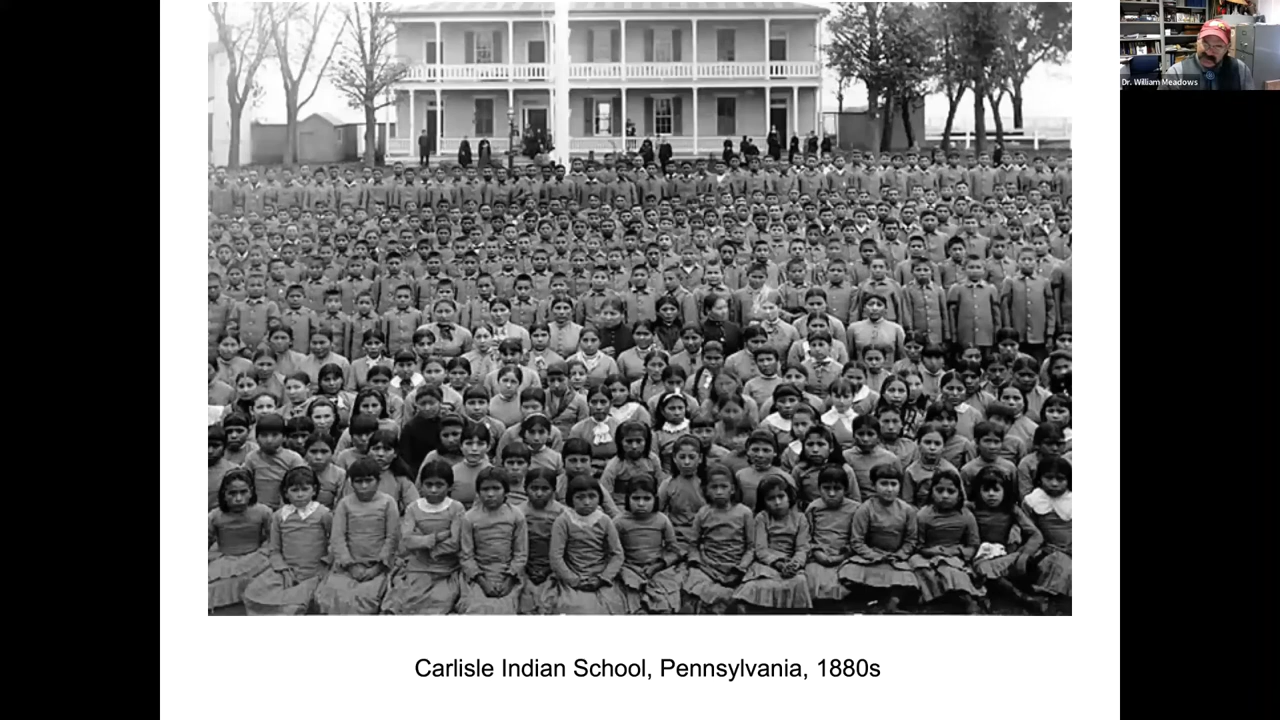 Dr. William Meadows
Carlisle Indian School, Pennsylvania, 1880s